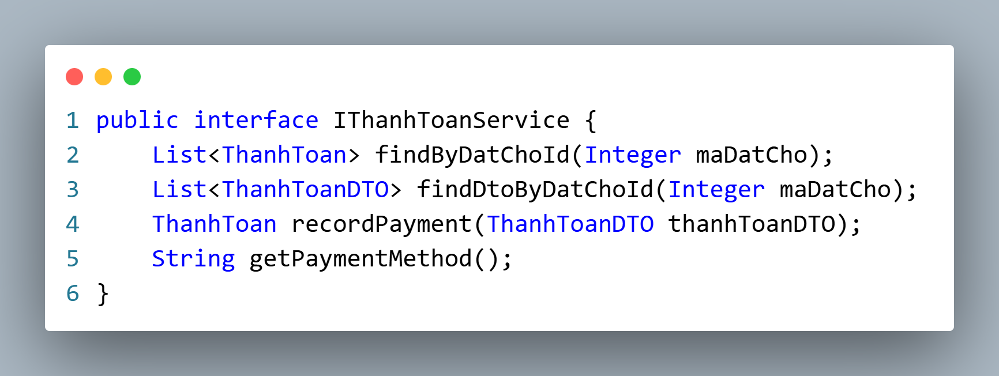 1 public interface IThanhToanService {
2     List<ThanhToan> findByDatChoId(Integer maDatCho);
3     List<ThanhToanDTO> findDtoByDatChoId(Integer maDatCho);
4     ThanhToan recordPayment(ThanhToanDTO thanhToanDTO);
5     String getPaymentMethod();
6 }